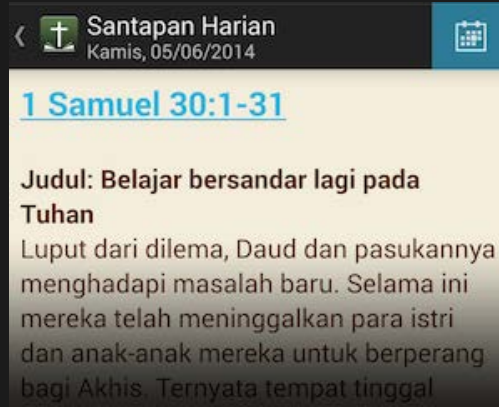 Santapan Harian
Kamis, 05/06/2014
1 Samuel 30:1-31
Judul: Belajar bersandar lagi pada
Tuhan
Luput dari dilema, Daud dan pasukannya
menghadapi masalah baru. Selama ini
mereka telah meninggalkan para istri
dan anak-anak mereka untuk berperang
bagi Akhis. Ternyata tempat tinggal